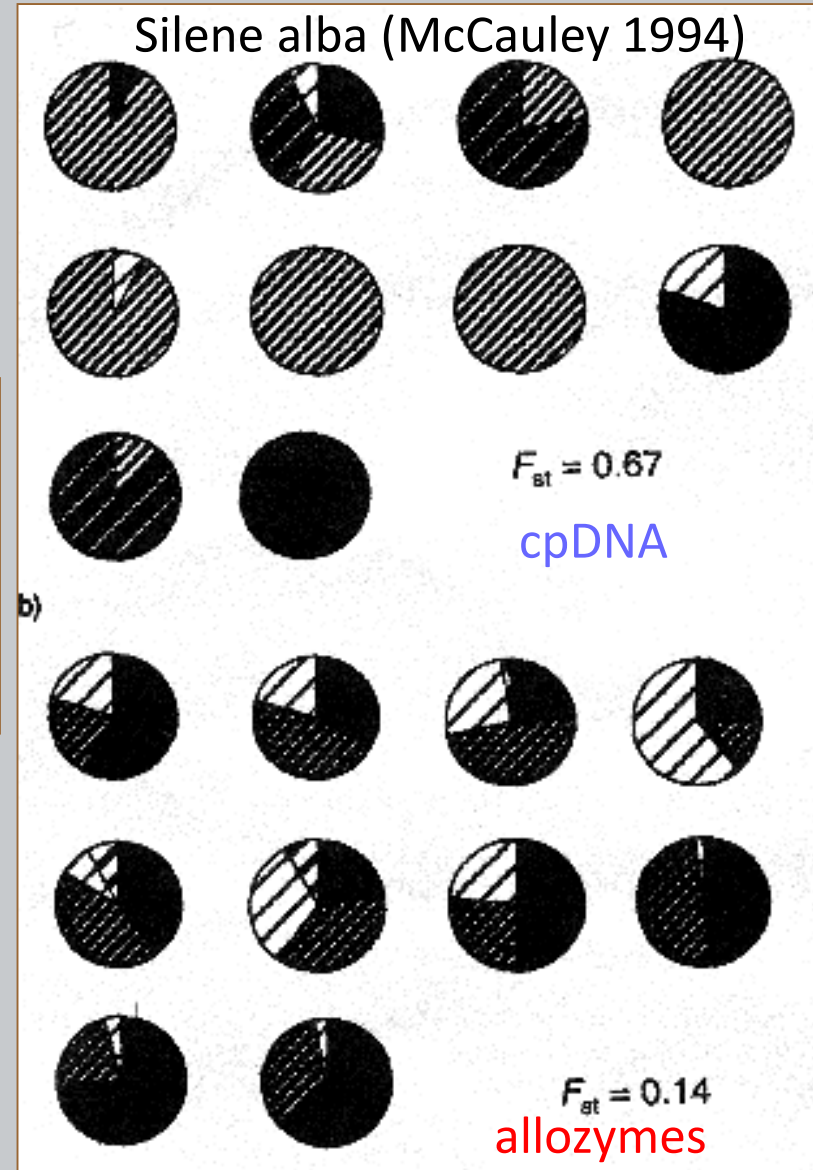 Silene alba (McCauley 1994)
Fst = 0.67
cpDNA
b)
Fst = 0.14
allozymes